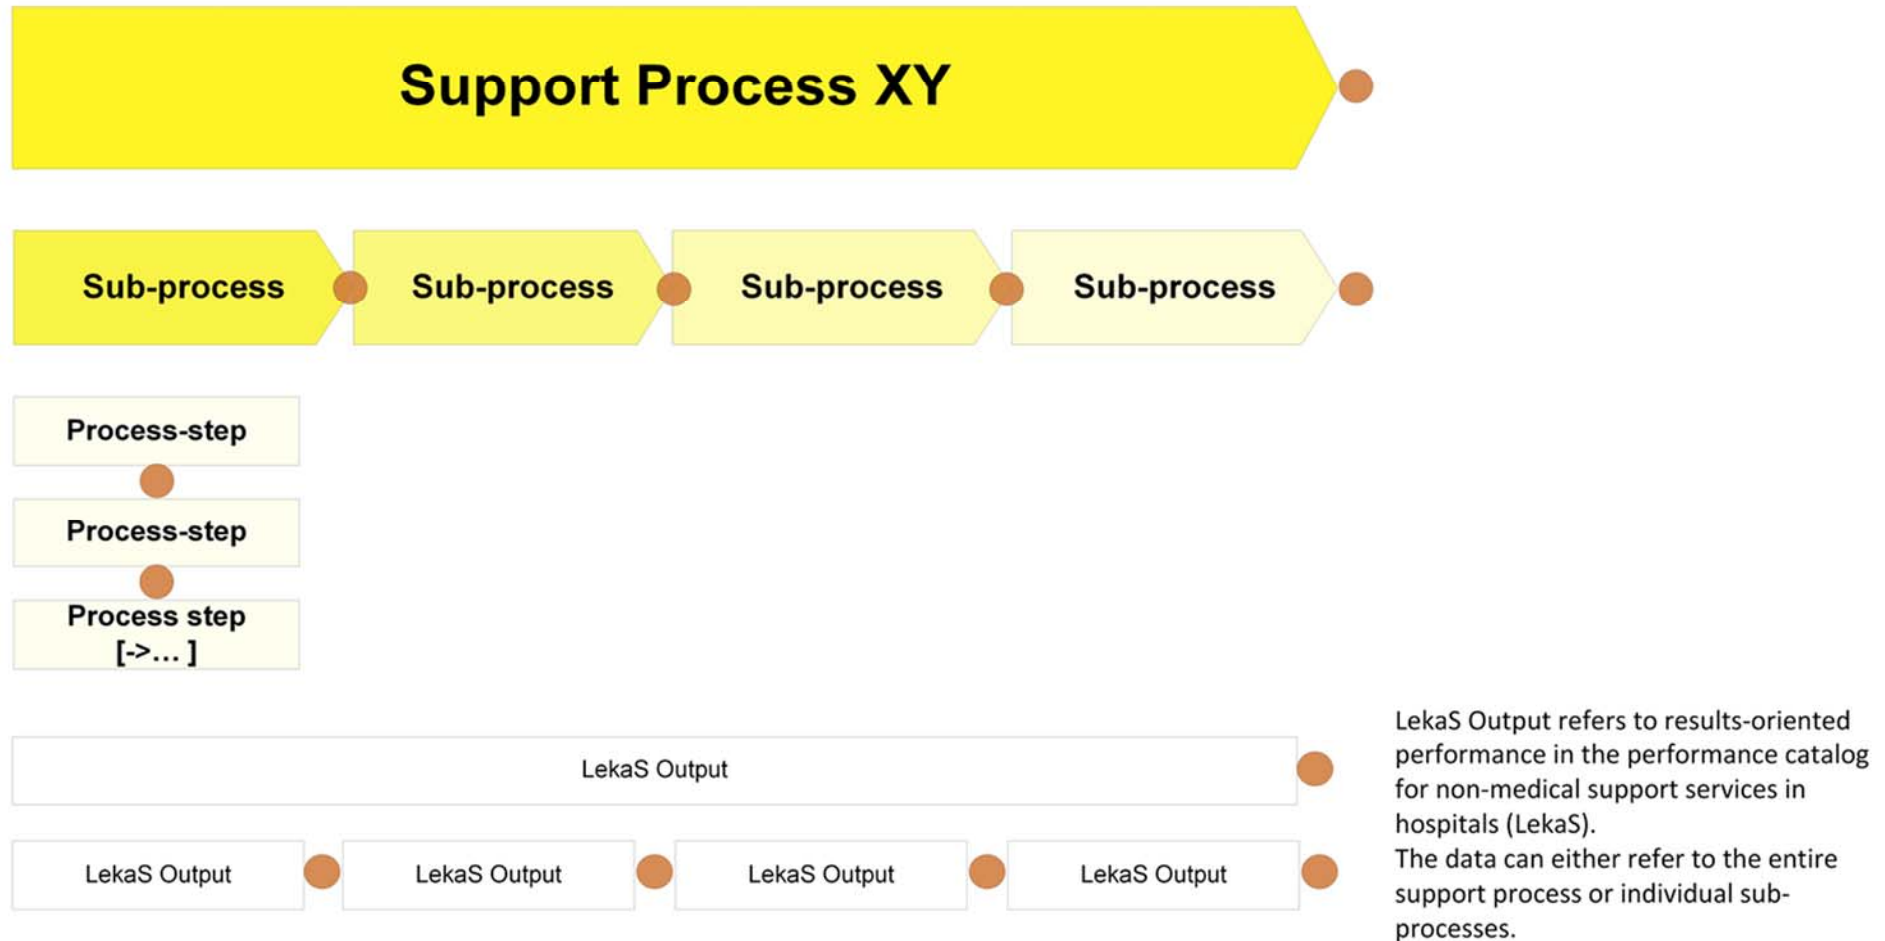 Support Process XY
Sub-process
Sub-process
Sub-process
Sub-process
Process-step
Process-step
Process step
[->... ]
LekaS Output
LekaS Output
LekaS Output
LekaS Output
LekaS Output
LekaS Output refers to results-oriented
performance in the performance catalog
for non-medical support services in
hospitals (LekaS).
The data can either refer to the entire
support process or individual sub-
processes.